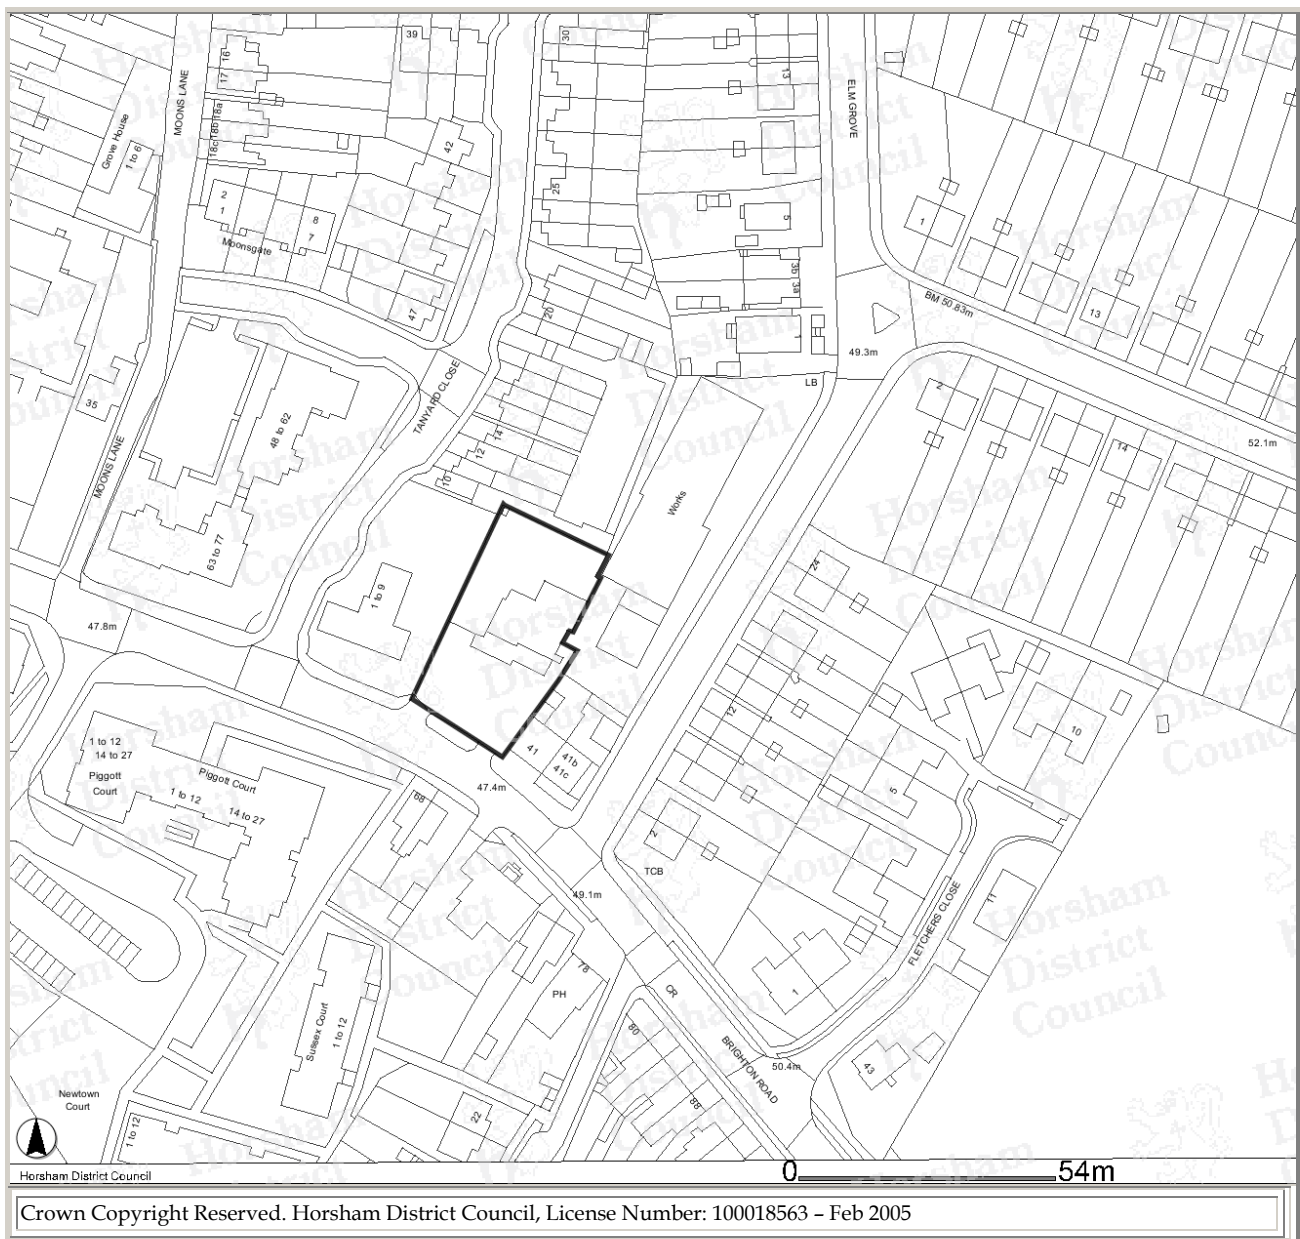 39
30
16
17
MOONS LANE
13
ELM GROVE
Grove House
1 to 6
18c 18b 18a
42
25
2
1
8
7
Moonsgate
5
1
3b
3a
BM 50.83m
13
47
20
1
49.3m
LB
2
TANYARD CLOSE
35
48 to 62
14
12
10
14
52.1m
MOONS LANE
Works
63 to 77
24
1 to 9
47.8m
12
10
41
41b
41c
1 to 12
14 to 27
Piggott
Court
Piggott Court
1 to 12
14 to 27
47.4m
68
5
2
TCB
49.1m
11
FLETCHERS CLOSE
78
PH
CR
1
Sussex Court
1 to 12
80
BRIGHTON ROAD
50.4m
43
88
22
Newtown
Court
1 to 12
Horsham District Council
0
54m
Crown Copyright Reserved. Horsham District Council, License Number: 100018563 – Feb 2005
Horsham
District
Council